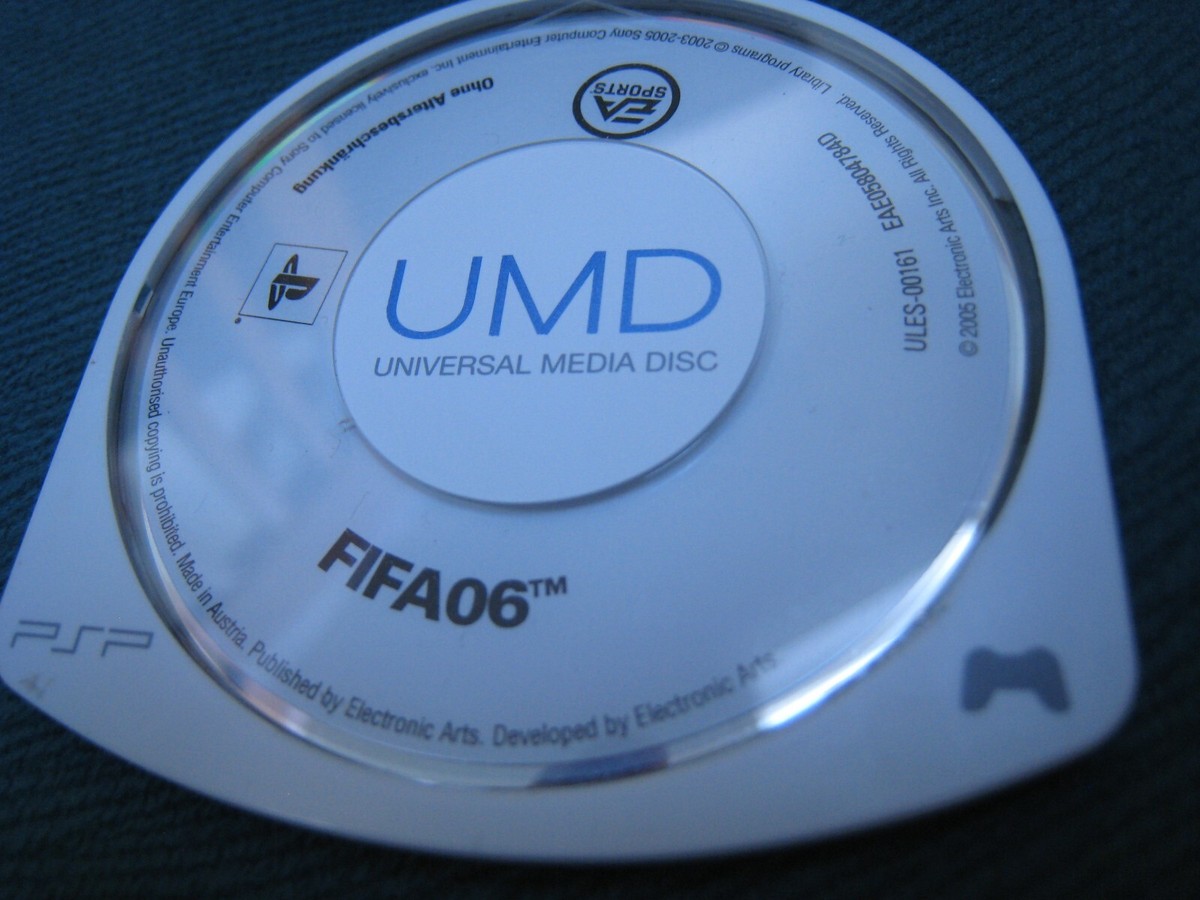 EA SPORTS
Ohne Altersbeschränkung
UMD
UNIVERSAL MEDIA DISC
FIFA06™
ULES-00161 EAE05804784D
© 2005 Electronic Arts Inc. All Rights Reserved. Library programs © 2003-2005 Sony Computer Entertainment Inc. exclusively licensed to Sony Computer Entertainment Europe. Unauthorised copying is prohibited. Made in Austria. Published by Electronic Arts. Developed by Electronic Arts
PSP